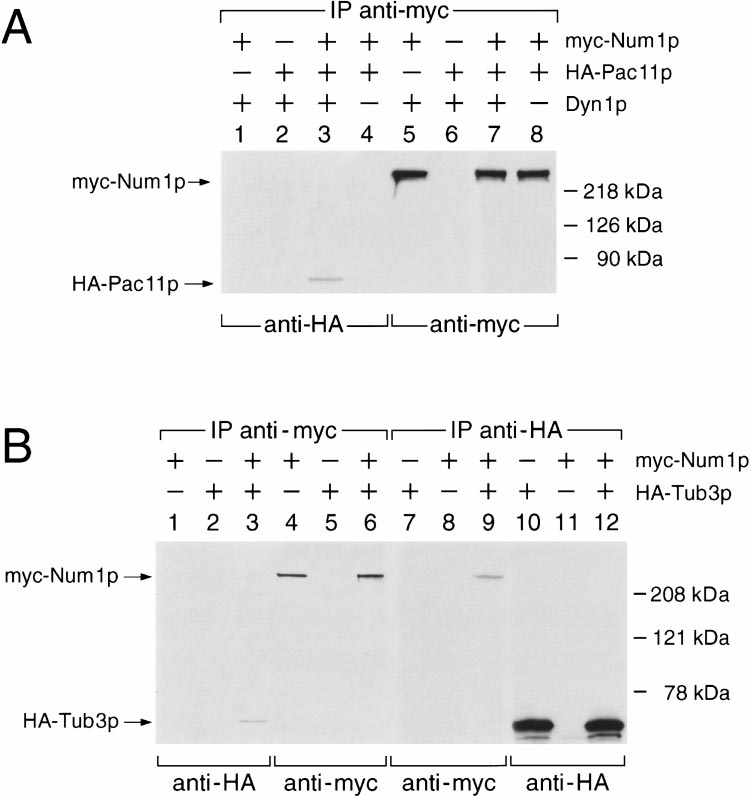 A
IP anti-myc
+ − + + + − + + myc-Num1p
− + + + − + + + HA-Pac11p
+ + + − + + + − Dyn1p
1 2 3 4 5 6 7 8
myc-Num1p
218 kDa
126 kDa
90 kDa
HA-Pac11p
anti-HA anti-myc
B
IP anti-myc IP anti-HA
+ − + + − + − + + − + + myc-Num1p
− + + − + + + − + + − + HA-Tub3p
1 2 3 4 5 6 7 8 9 10 11 12
myc-Num1p
208 kDa
121 kDa
78 kDa
HA-Tub3p
anti-HA anti-myc anti-myc anti-HA